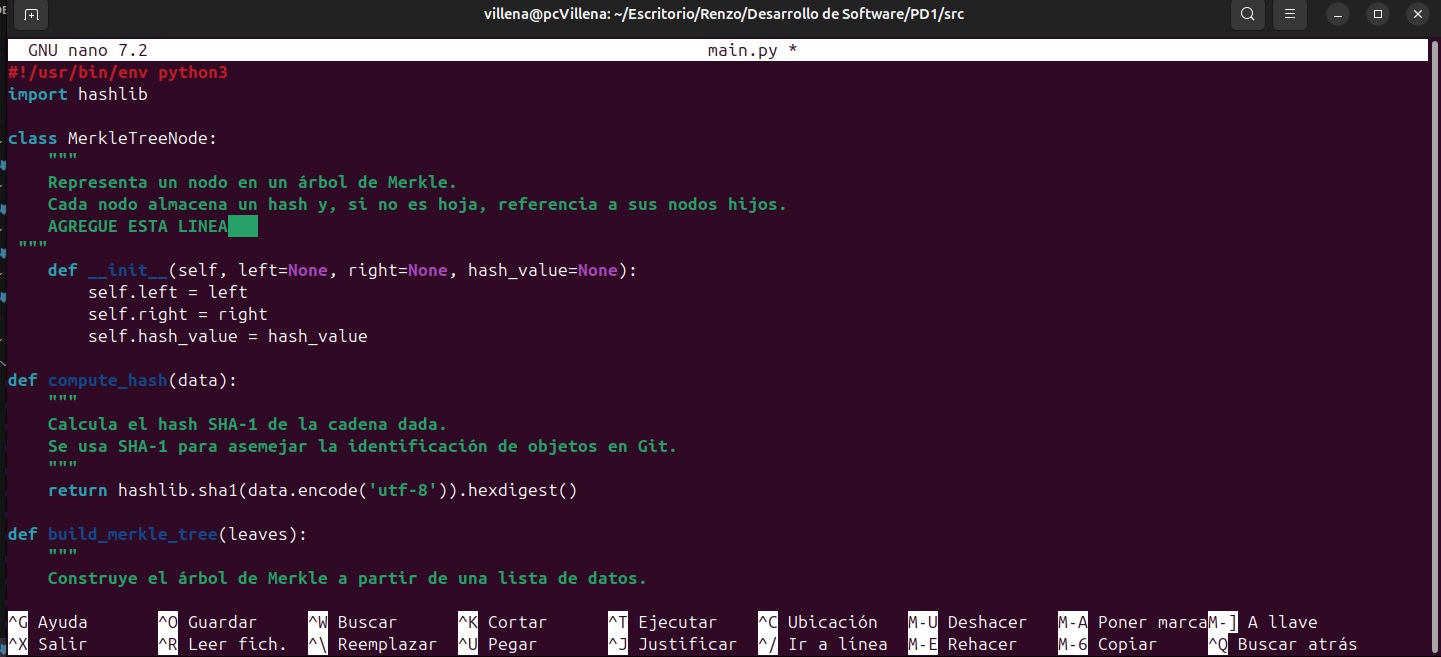 villena@pcVillena: ~/Escritorio/Renzo/Desarrollo de Software/PD1/src
GNU nano 7.2 main.py *
#!/usr/bin/env python3
import hashlib
class MerkleTreeNode:
    """
    Representa un nodo en un árbol de Merkle.
    Cada nodo almacena un hash y, si no es hoja, referencia a sus nodos hijos.
    AGREGUE ESTA LINEA
 """
    def __init__(self, left=None, right=None, hash_value=None):
        self.left = left
        self.right = right
        self.hash_value = hash_value
def compute_hash(data):
    """
    Calcula el hash SHA-1 de la cadena dada.
    Se usa SHA-1 para asemejar la identificación de objetos en Git.
    """
    return hashlib.sha1(data.encode('utf-8')).hexdigest()
def build_merkle_tree(leaves):
    """
    Construye el árbol de Merkle a partir de una lista de datos.
^G Ayuda ^O Guardar ^W Buscar ^K Cortar ^T Ejecutar ^C Ubicación M-U Deshacer M-A Poner marca M-] A llave
^X Salir ^R Leer fich. ^\ Reemplazar ^U Pegar ^J Justificar ^/ Ir a línea M-E Rehacer M-6 Copiar ^Q Buscar atrás